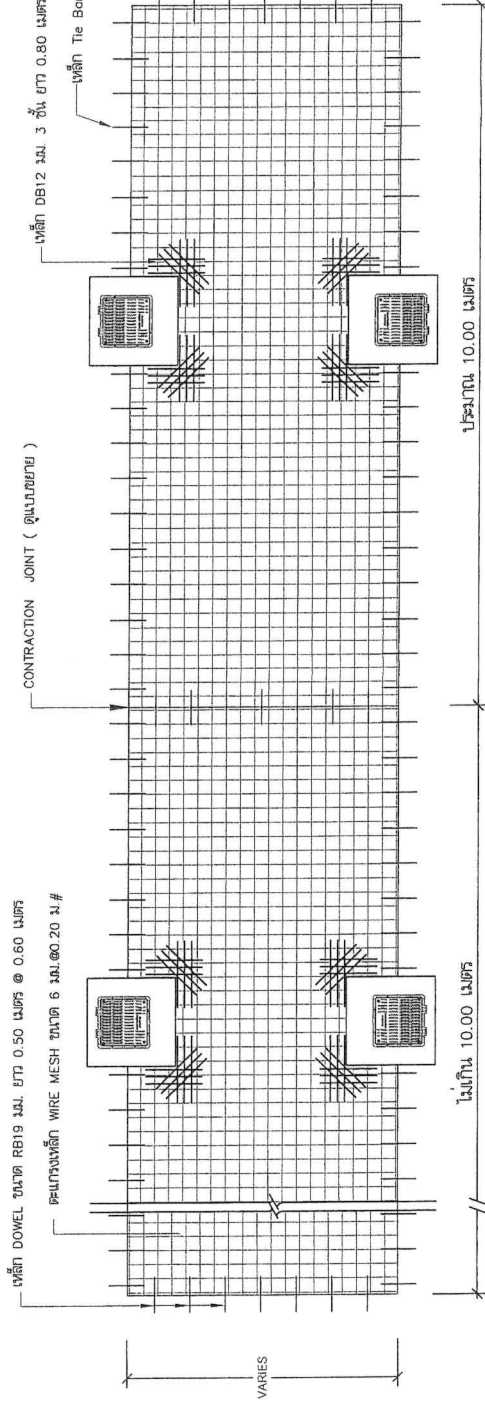 เหล็ก DOWEL ขนาด RB19 มม. ยาว 0.50 เมตร @ 0.60 เมตร
ตะแกรงเหล็ก WIRE MESH ขนาด 6 มม.@0.20 ม.#
CONTRACTION JOINT ( ดูแบบขยาย )
เหล็ก DB12 มม. 3 ชั้น ยาว 0.80 เมตร
เหล็ก Tie Bar
VARIES
ไม่เกิน 10.00 เมตร
ประมาณ 10.00 เมตร